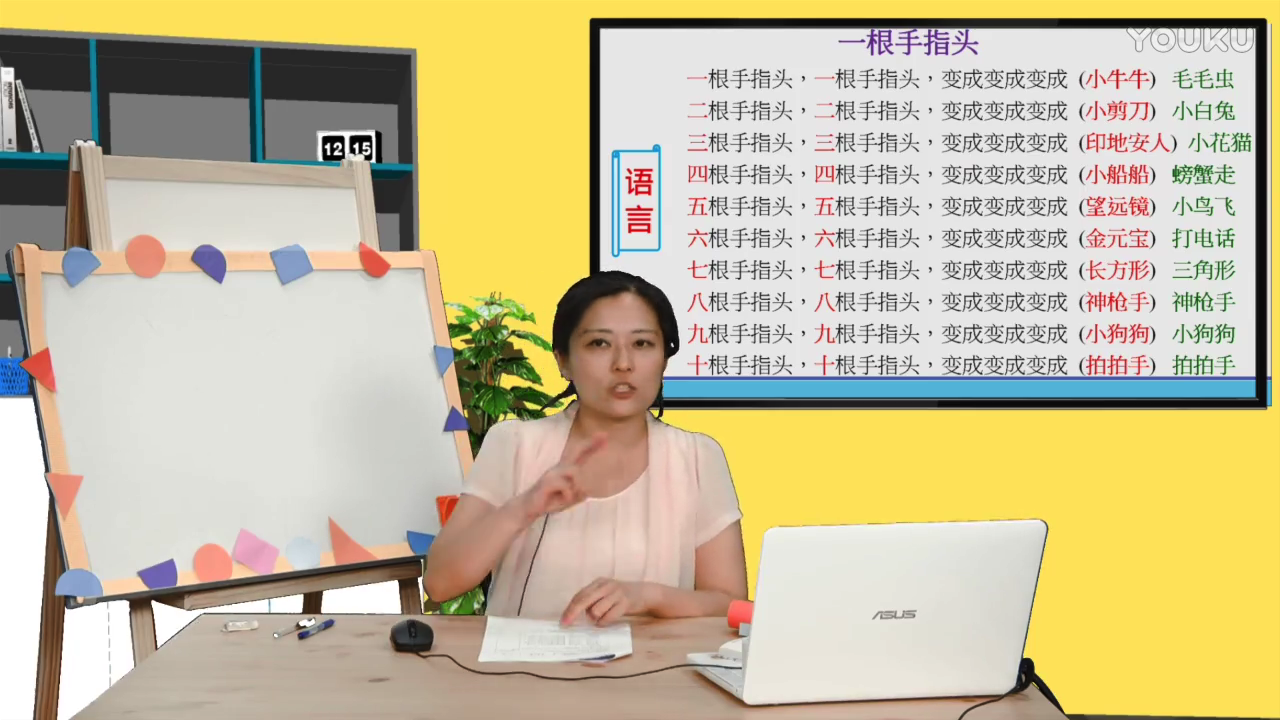 YOUKU
一根手指头
一根手指头，一根手指头，变成变成变成 (小牛牛) 毛毛虫
二根手指头，二根手指头，变成变成变成 (小剪刀) 小白兔
三根手指头，三根手指头，变成变成变成 (印地安人) 小花猫
四根手指头，四根手指头，变成变成变成 (小船船) 螃蟹走
五根手指头，五根手指头，变成变成变成 (望远镜) 小鸟飞
六根手指头，六根手指头，变成变成变成 (金元宝) 打电话
七根手指头，七根手指头，变成变成变成 (长方形) 三角形
八根手指头，八根手指头，变成变成变成 (神枪手) 神枪手
九根手指头，九根手指头，变成变成变成 (小狗狗) 小狗狗
十根手指头，十根手指头，变成变成变成 (拍拍手) 拍拍手
语
言
12 15
ASUS